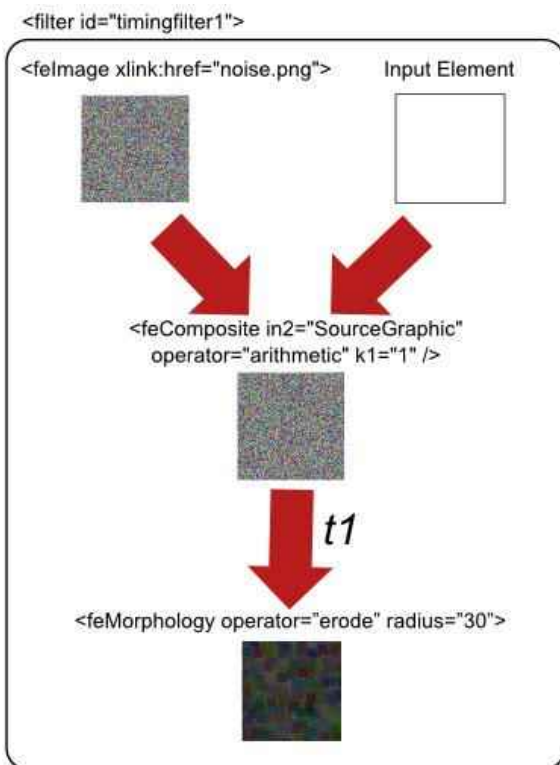 <filter id="timingfilter1">
<feImage xlink:href="noise.png">
Input Element
<feComposite in2="SourceGraphic"
operator="arithmetic" k1="1" />
t1
<feMorphology operator="erode" radius="30">